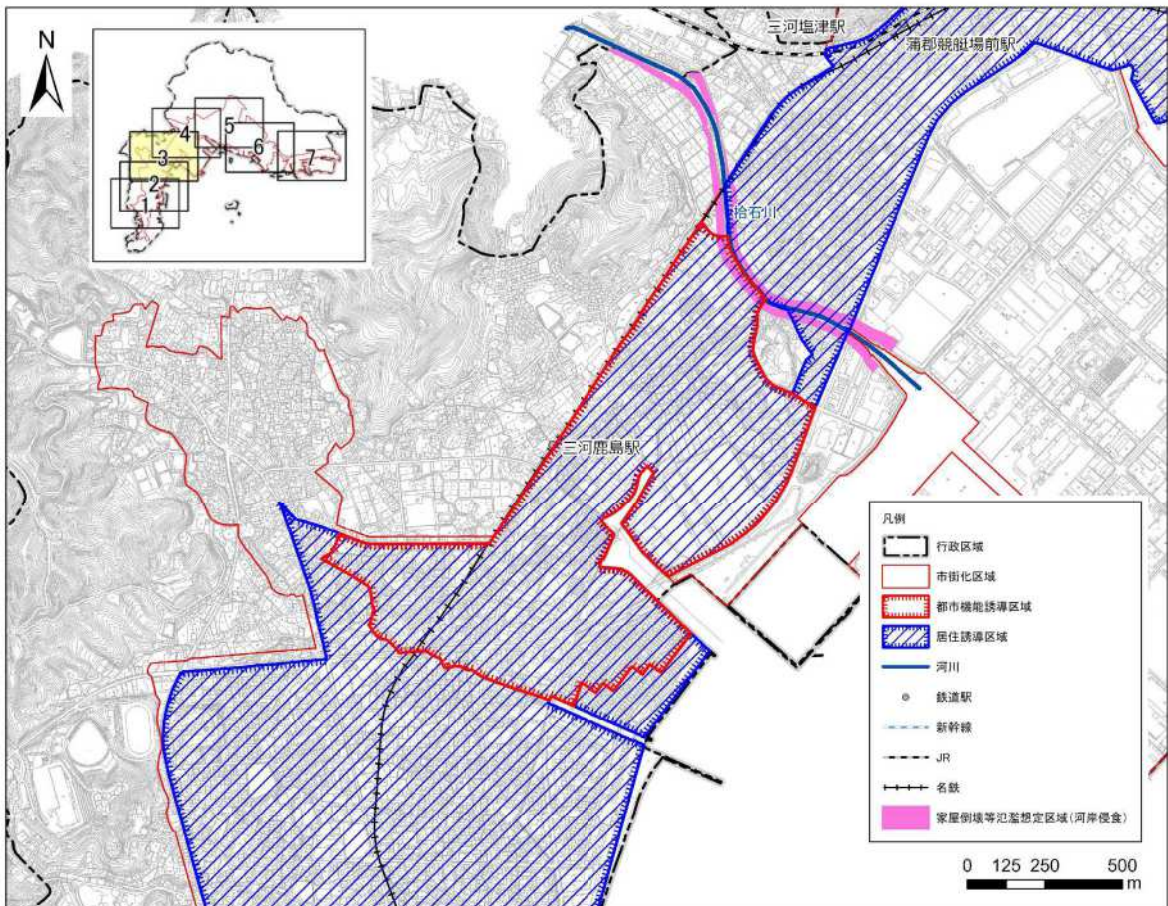 N
4
5
6
7
3
2
1
三河塩津駅
蒲郡競艇場前駅
拾石川
三河鹿島駅
凡例
行政区域
市街化区域
都市機能誘導区域
居住誘導区域
河川
鉄道駅
新幹線
JR
名鉄
家屋倒壊等氾濫想定区域(河岸侵食)
0 125 250 500
m